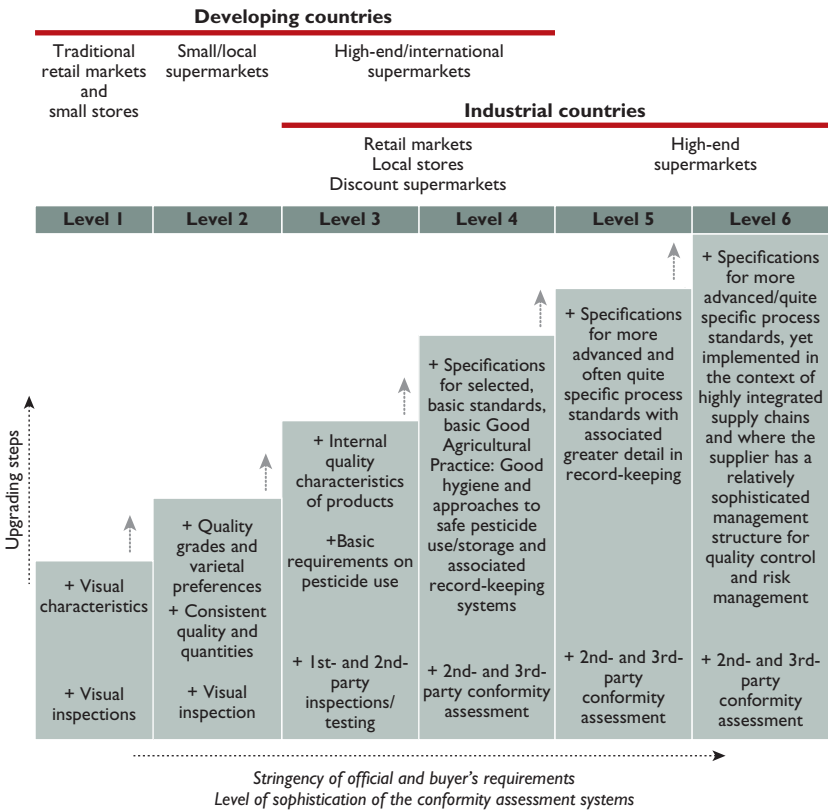 Developing countries
Traditional
retail markets
and
small stores
Small/local
supermarkets
High-end/international
supermarkets
Industrial countries
Retail markets
Local stores
Discount supermarkets
High-end
supermarkets
Level 1
Level 2
Level 3
Level 4
Level 5
Level 6
Upgrading steps
+ Visual
characteristics
+ Visual
inspections
+ Quality
grades and
varietal
preferences
+ Consistent
quality and
quantities
+ Visual
inspection
+ Internal
quality
characteristics
of products
+Basic
requirements on
pesticide use
+ 1st- and 2nd-
party
inspections/
testing
+ Specifications
for selected,
basic standards,
basic Good
Agricultural
Practice: Good
hygiene and
approaches to
safe pesticide
use/storage and
associated
record-keeping
systems
+ 2nd- and 3rd-
party conformity
assessment
+ Specifications
for more
advanced and
often quite
specific process
standards with
associated
greater detail in
record-keeping
+ 2nd- and 3rd-
party
conformity
assessment
+ Specifications
for more
advanced/quite
specific process
standards, yet
implemented in
the context of
highly integrated
supply chains
and where the
supplier has a
relatively
sophisticated
management
structure for
quality control
and risk
management
+ 2nd- and 3rd-
party
conformity
assessment
Stringency of official and buyer's requirements
Level of sophistication of the conformity assessment systems